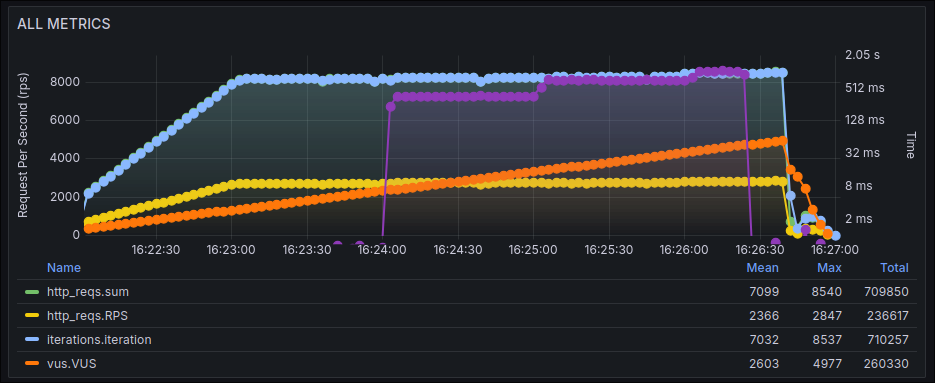 ALL METRICS
Request Per Second (rps)
8000
6000
4000
2000
0
2.05 s
512 ms
128 ms
32 ms
8 ms
2 ms
Time
16:22:30 16:23:00 16:23:30 16:24:00 16:24:30 16:25:00 16:25:30 16:26:00 16:26:30 16:27:00
Name Mean Max Total
http_reqs.sum 7099 8540 709850
http_reqs.RPS 2366 2847 236617
iterations.iteration 7032 8537 710257
vus.VUS 2603 4977 260330